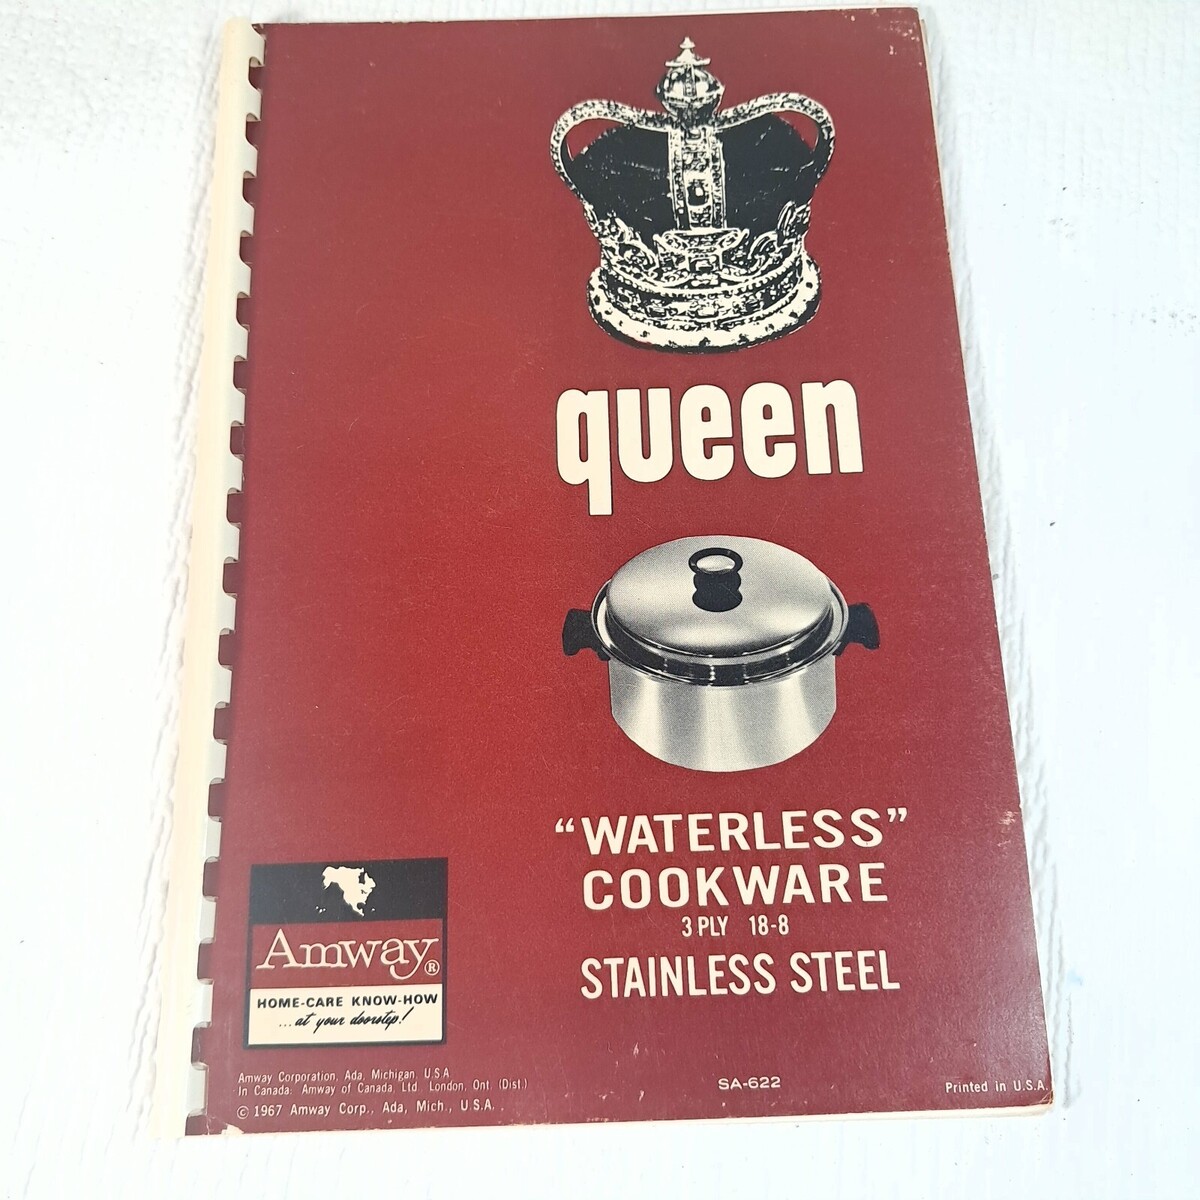 queen
“WATERLESS”
COOKWARE
3 PLY 18-8
STAINLESS STEEL
Amway®
HOME-CARE KNOW-HOW
...at your doorstep!
Amway Corporation, Ada, Michigan, U.S.A.
In Canada: Amway of Canada, Ltd. London, Ont. (Dist.)
© 1967 Amway Corp., Ada, Mich., U.S.A.
SA-622
Printed in U.S.A.